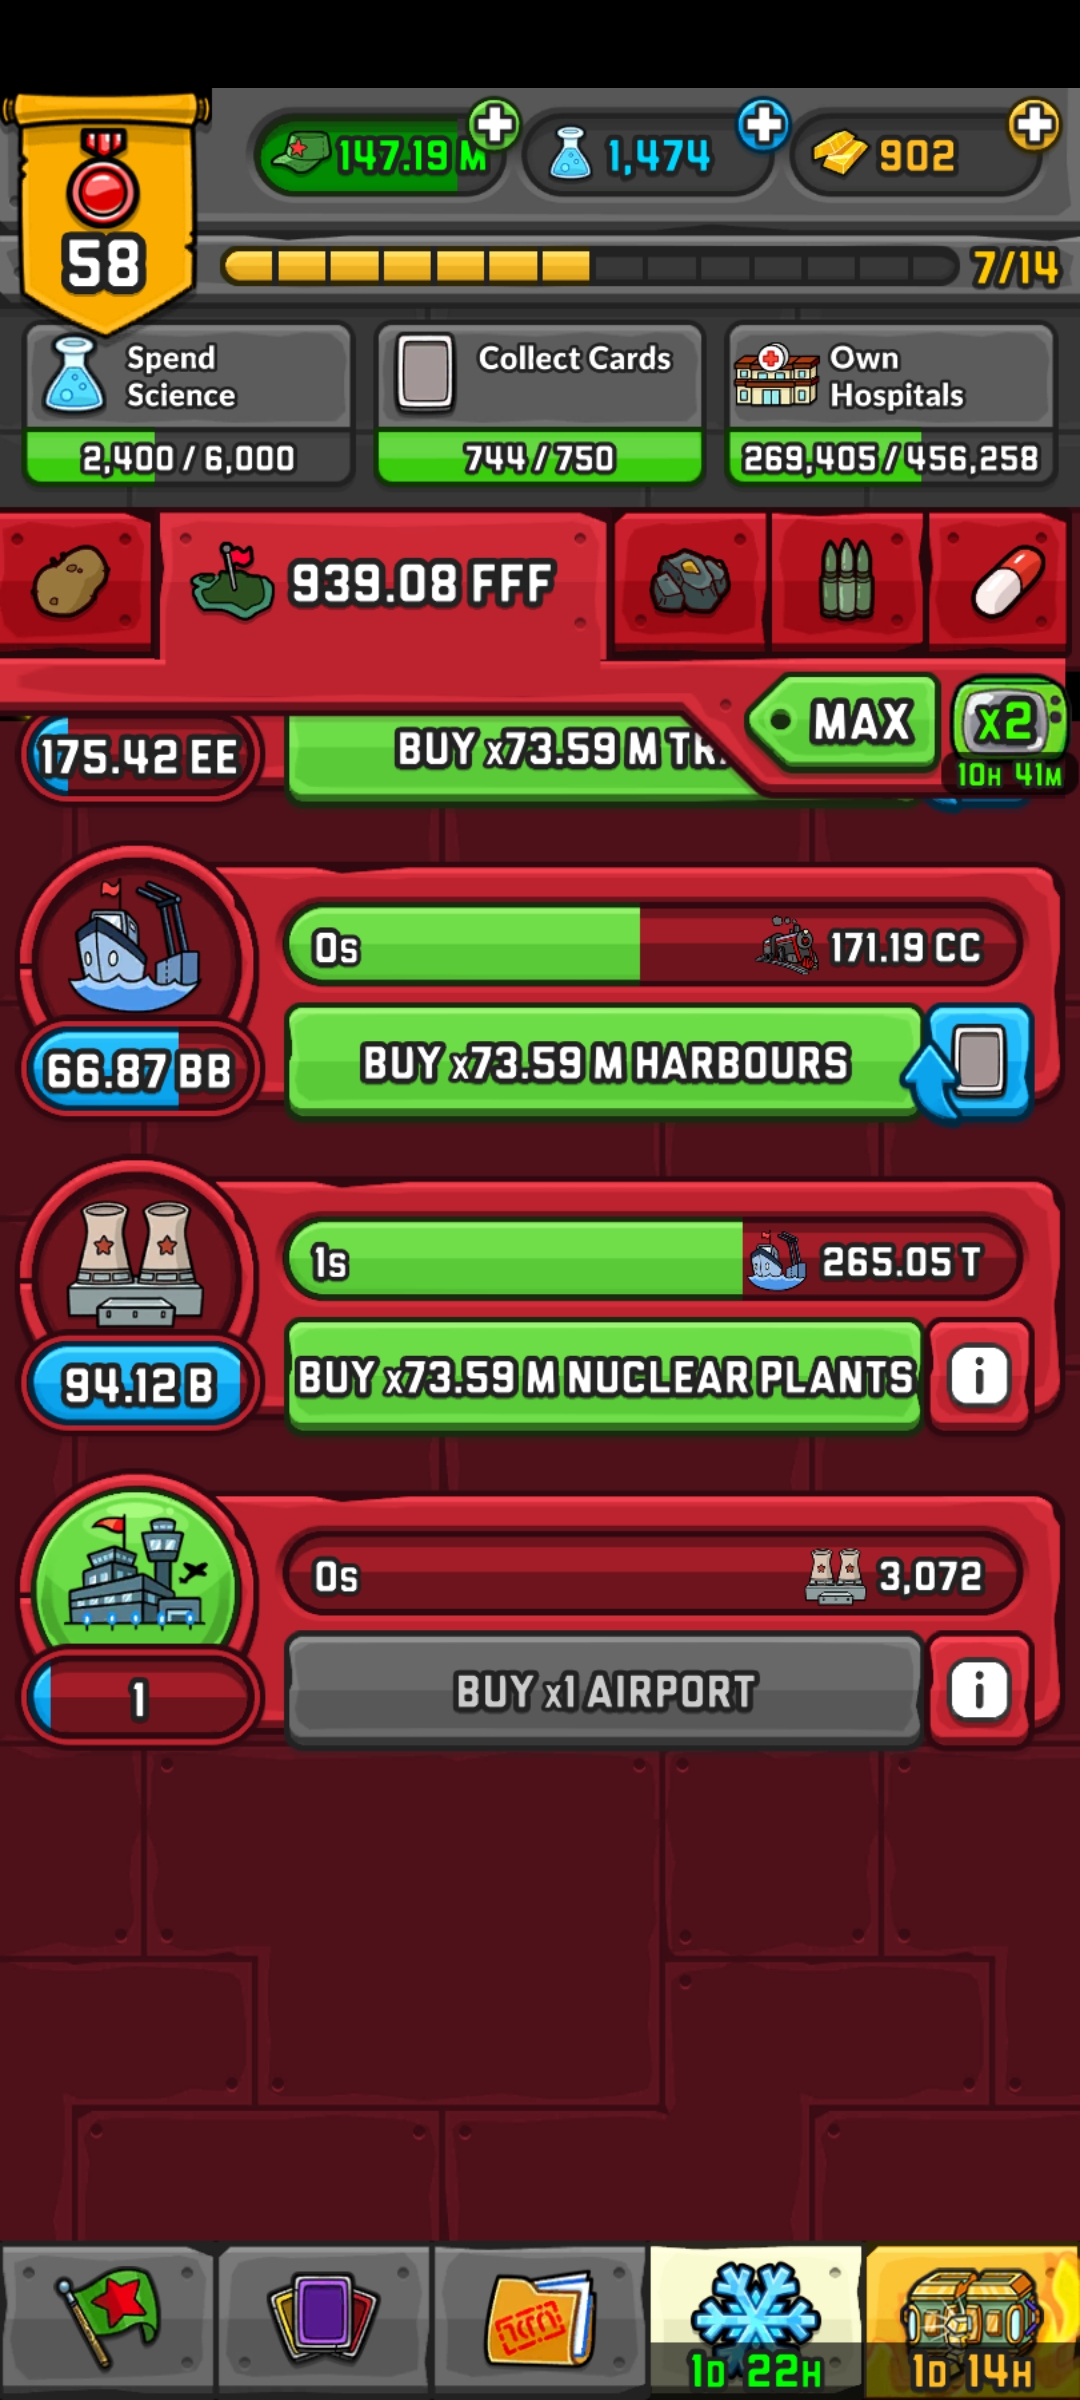 147.19 M
1,474
902
58
7/14
Spend
Science
2,400 / 6,000
Collect Cards
744 / 750
Own
Hospitals
269,405 / 456,258
939.08 FFF
MAX
x2
10H 41M
175.42 EE
BUY x73.59 M
0s
171.19 CC
66.87 BB
BUY x73.59 M HARBOURS
1s
265.05 T
94.12 B
BUY x73.59 M NUCLEAR PLANTS
i
0s
3,072
1
BUY x1 AIRPORT
i
1D 22H
1D 14H